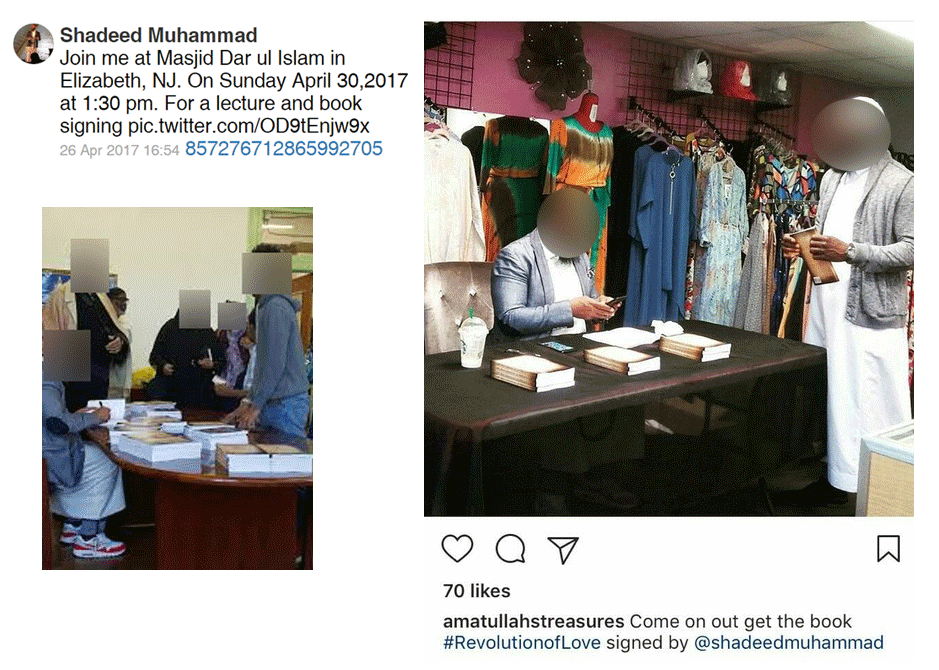 Shadeed Muhammad
Join me at Masjid Dar ul Islam in
Elizabeth, NJ. On Sunday April 30,2017
at 1:30 pm. For a lecture and book
signing pic.twitter.com/OD9tEnjw9x
26 Apr 2017 16:54 857276712865992705
70 likes
amatullahstreasures Come on out get the book
#RevolutionofLove signed by @shadeedmuhammad